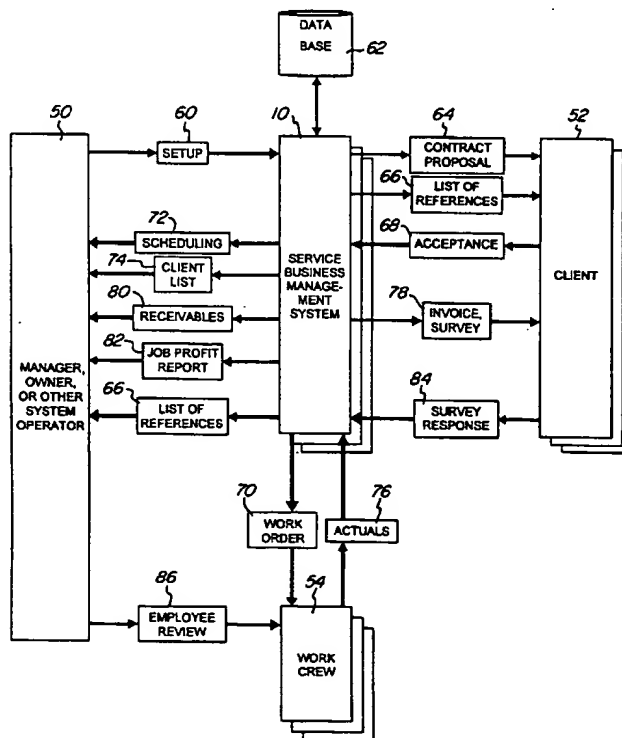 DATA
BASE
62
50
60
10
64
52
SETUP
CONTRACT
PROPOSAL
66
LIST OF
REFERENCES
72
SCHEDULING
68
ACCEPTANCE
74
CLIENT
LIST
SERVICE
BUSINESS
MANAGE-
MENT
SYSTEM
CLIENT
80
RECEIVABLES
78
INVOICE,
SURVEY
82
JOB PROFIT
REPORT
MANAGER,
OWNER,
OR OTHER
SYSTEM
OPERATOR
66
LIST OF
REFERENCES
84
SURVEY
RESPONSE
70
WORK
ORDER
76
ACTUALS
86
EMPLOYEE
REVIEW
54
WORK
CREW